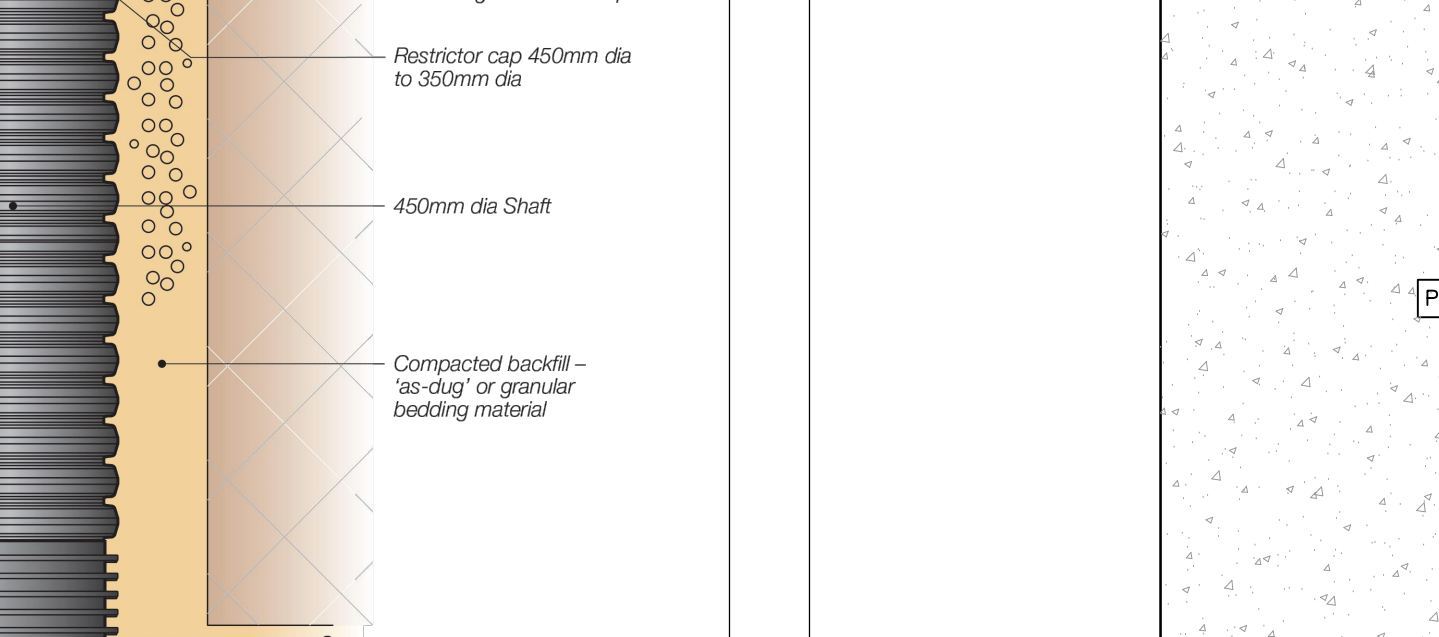 Restrictor cap 450mm dia
to 350mm dia
450mm dia Shaft
Compacted backfill –
‘as-dug’ or granular
bedding material
P